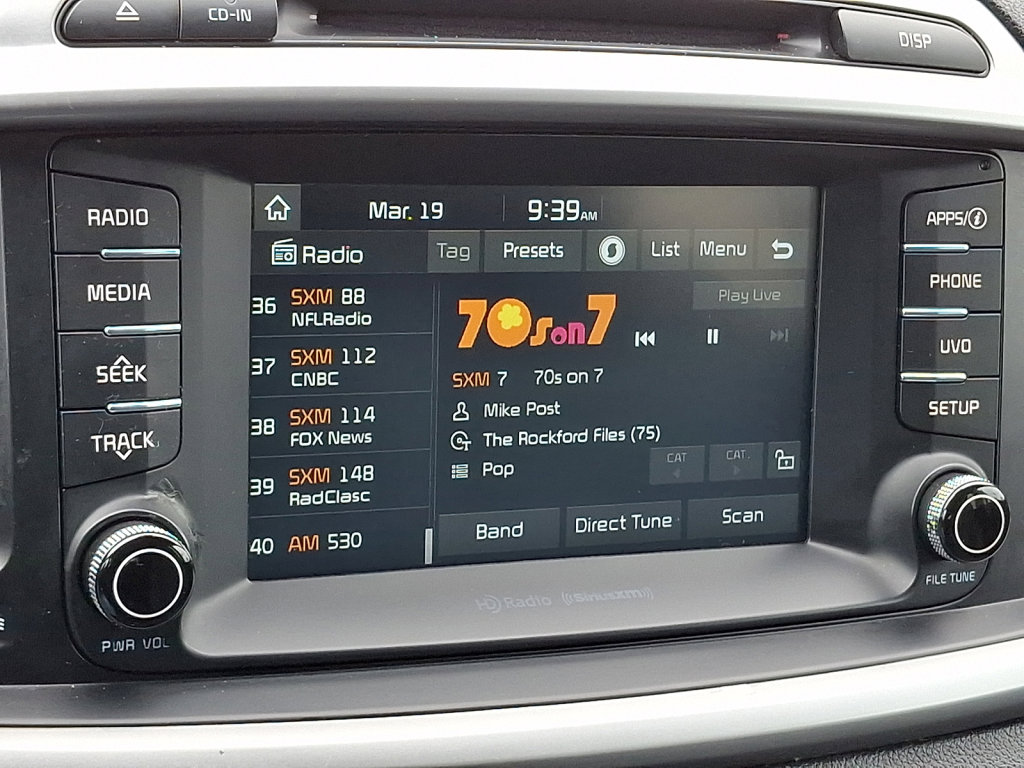 CD-IN
DISP
RADIO
MEDIA
SEEK
TRACK
PWR VOL
Mar. 19
9:39AM
Radio
Tag
Presets
List
Menu
36 SXM 88
NFLRadio
37 SXM 112
CNBC
38 SXM 114
FOX News
39 SXM 148
RadClasc
40 AM 530
Play Live
70s on 7
SXM 7 70s on 7
Mike Post
The Rockford Files (75)
Pop
CAT
CAT.
Band
Direct Tune
Scan
HD Radio ((siriusxm))
APPS/i
PHONE
UVO
SETUP
FILE TUNE